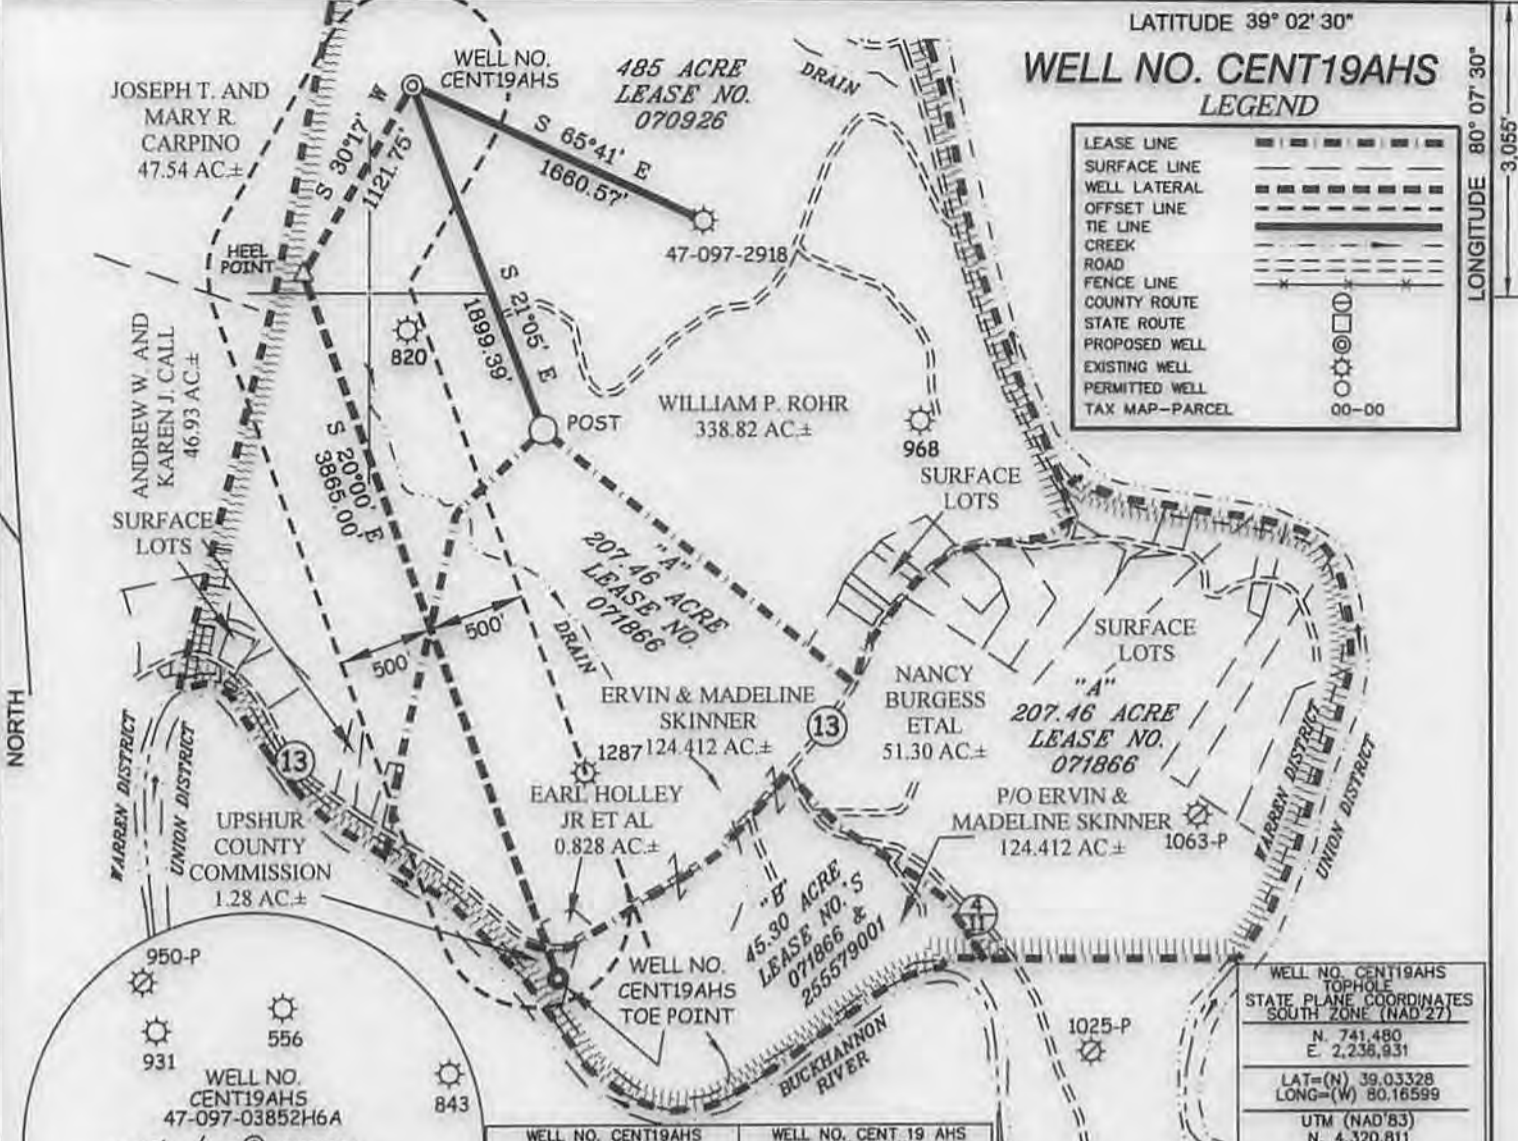 LATITUDE 39° 02' 30"
WELL NO. CENT19AHS
LEGEND
LEASE LINE
SURFACE LINE
WELL LATERAL
OFFSET LINE
TIE LINE
CREEK
ROAD
FENCE LINE
COUNTY ROUTE
STATE ROUTE
PROPOSED WELL
EXISTING WELL
PERMITTED WELL
TAX MAP-PARCEL 00-00
LONGITUDE 80° 07' 30"
3,055'
WELL NO.
CENT19AHS
485 ACRE
LEASE NO.
070926
DRAIN
JOSEPH T. AND
MARY R.
CARPINO
47.54 AC.±
S 30°17' W
1121.75'
S 65°41' E
1660.57'
47-097-2918
HEEL
POINT
S 21°05' E
1899.39'
820
ANDREW W. AND
KAREN J. CALL
46.93 AC.±
S 20°00' E
3865.00'
POST
WILLIAM P. ROHR
338.82 AC.±
968
SURFACE
LOTS
SURFACE
LOTS
"A"
207.46 ACRE
LEASE NO.
071866
500'
500'
DRAIN
SURFACE
LOTS
NANCY
BURGESS
ETAL
51.30 AC.±
"A"
207.46 ACRE
LEASE NO.
071866
ERVIN & MADELINE
SKINNER
124.412 AC.±
13
1287
NORTH
13
WARREN DISTRICT
UNION DISTRICT
EARL HOLLEY
JR ET AL
0.828 AC.±
P/O ERVIN &
MADELINE SKINNER
124.412 AC.±
1063-P
WARREN DISTRICT
UNION DISTRICT
UPSHUR
COUNTY
COMMISSION
1.28 AC.±
"B"
45.30 ACRE
LEASE NO.'S
071866 &
255579001
4
11
WELL NO.
CENT19AHS
TOE POINT
BUCKHANNON
RIVER
1025-P
950-P
556
931
843
WELL NO.
CENT19AHS
47-097-03852H6A
WELL NO. CENT19AHS
TOPHOLE
STATE PLANE COORDINATES
SOUTH ZONE (NAD'27)
N. 741,480
E. 2,236,931
LAT=(N) 39.03328
LONG=(W) 80.16599
UTM (NAD'83)
N. 4,320,811
WELL NO. CENT19AHS
WELL NO. CENT 19 AHS